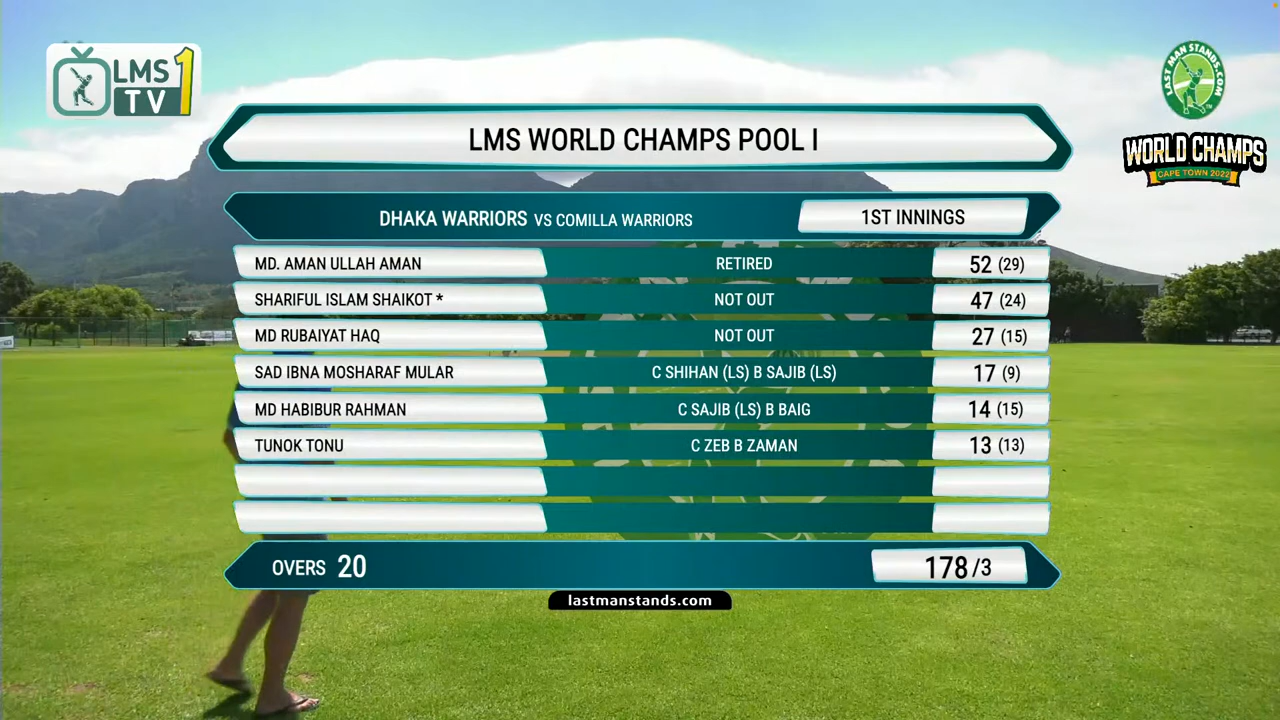 LMS 1
TV
LAST MAN STANDS.COM
WORLD CHAMPS
CAPE TOWN 2022
LMS WORLD CHAMPS POOL I
DHAKA WARRIORS VS COMILLA WARRIORS 1ST INNINGS
MD. AMAN ULLAH AMAN RETIRED 52 (29)
SHARIFUL ISLAM SHAIKOT * NOT OUT 47 (24)
MD RUBAIYAT HAQ NOT OUT 27 (15)
SAD IBNA MOSHARAF MULAR C SHIHAN (LS) B SAJIB (LS) 17 (9)
MD HABIBUR RAHMAN C SAJIB (LS) B BAIG 14 (15)
TUNOK TONU C ZEB B ZAMAN 13 (13)
OVERS 20 178/3
lastmanstands.com